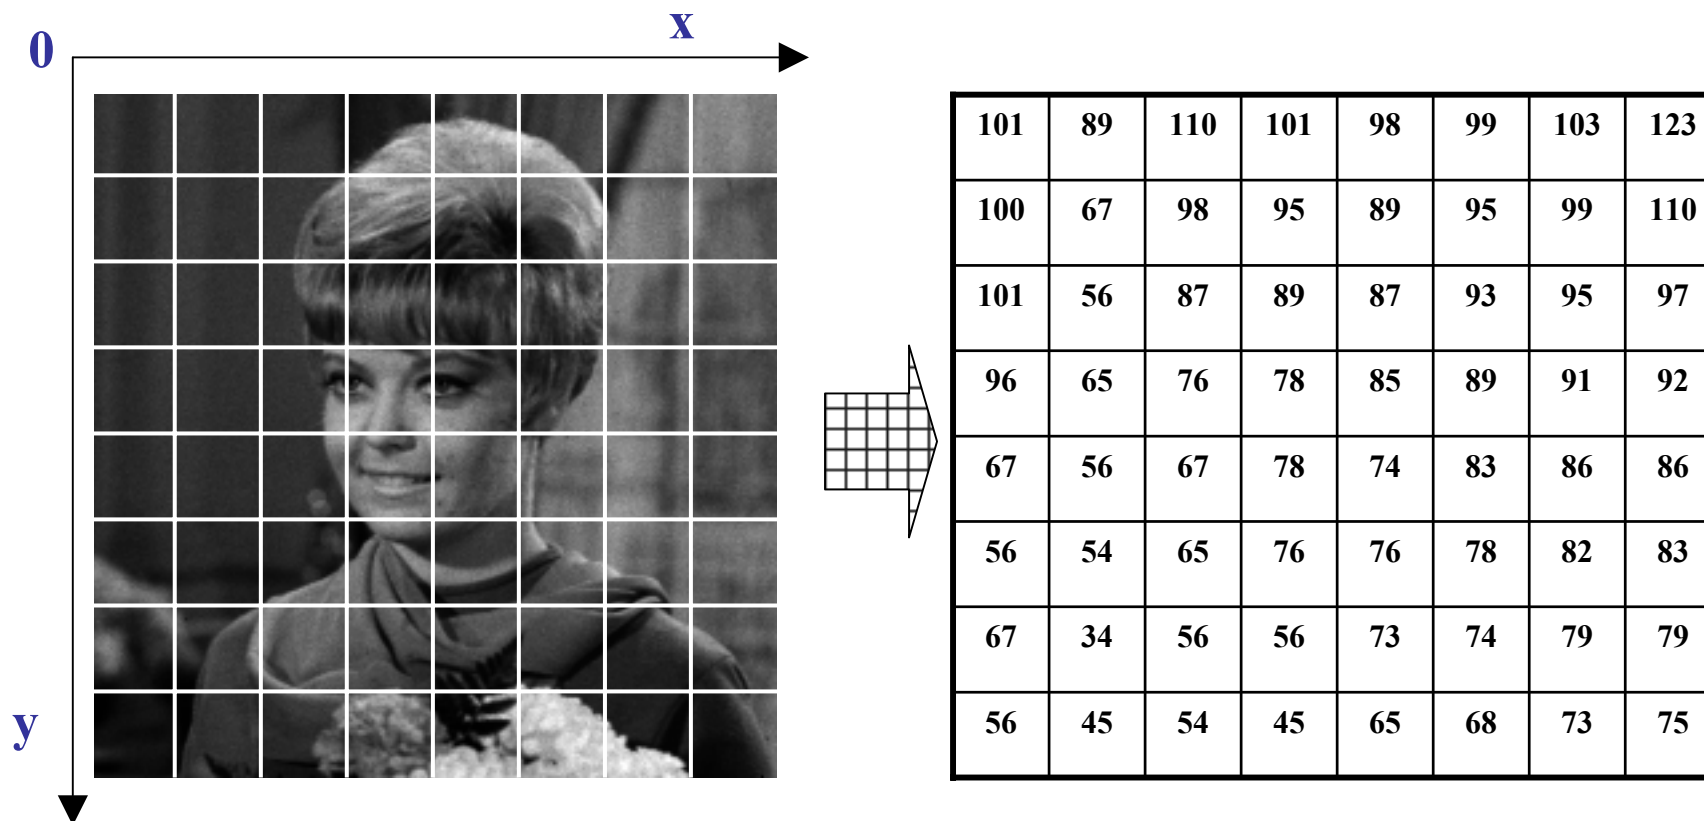 x
0
101 89 110 101 98 99 103 123
100 67 98 95 89 95 99 110
101 56 87 89 87 93 95 97
96 65 76 78 85 89 91 92
67 56 67 78 74 83 86 86
56 54 65 76 76 78 82 83
67 34 56 56 73 74 79 79
y
56 45 54 45 65 68 73 75